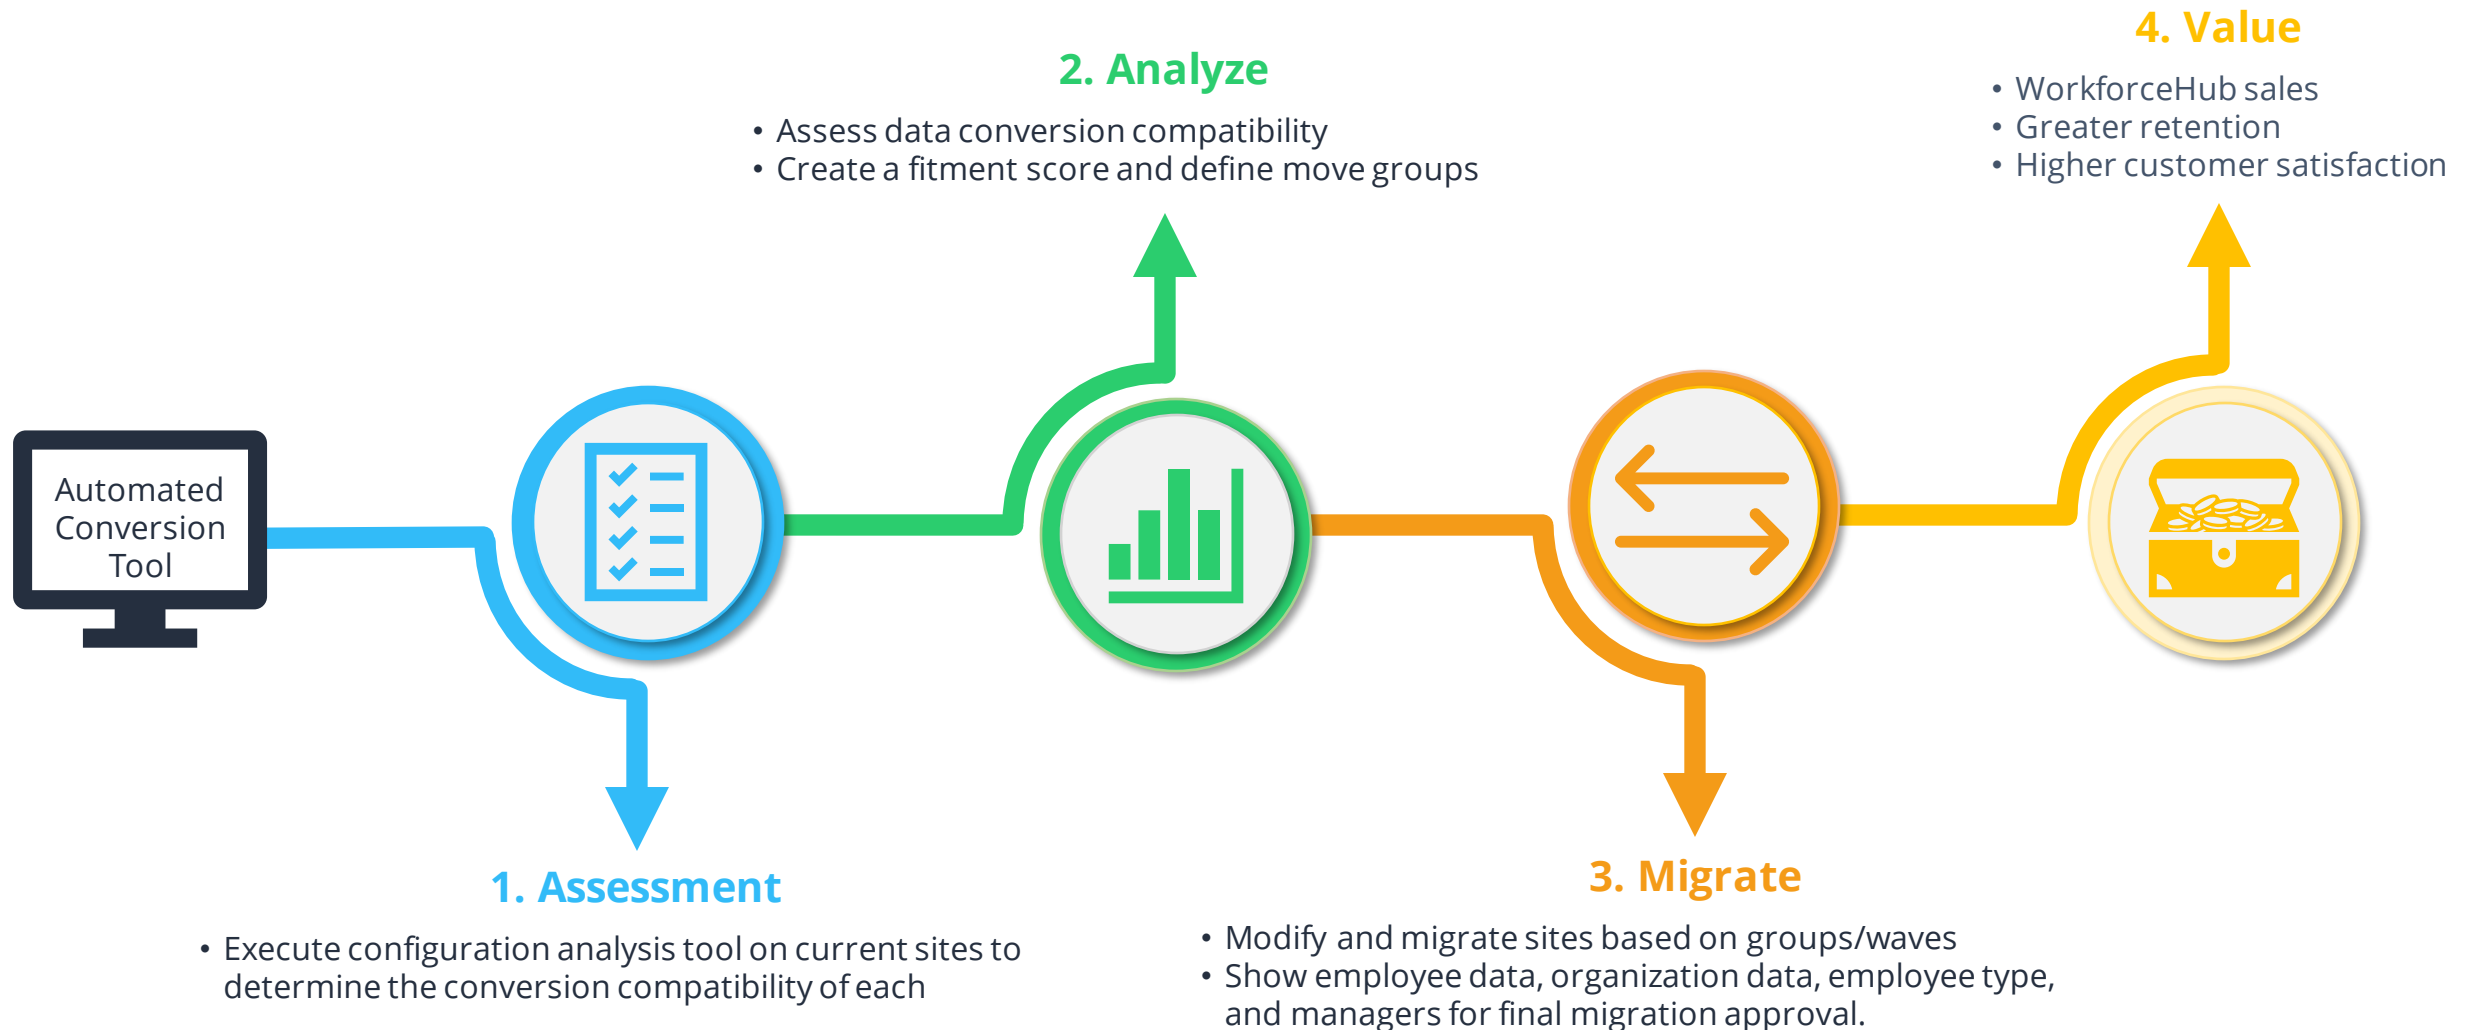 Automated
Conversion
Tool
1. Assessment
• Execute configuration analysis tool on current sites to
determine the conversion compatibility of each
2. Analyze
• Assess data conversion compatibility
• Create a fitment score and define move groups
3. Migrate
• Modify and migrate sites based on groups/waves
• Show employee data, organization data, employee type,
and managers for final migration approval.
4. Value
• WorkforceHub sales
• Greater retention
• Higher customer satisfaction